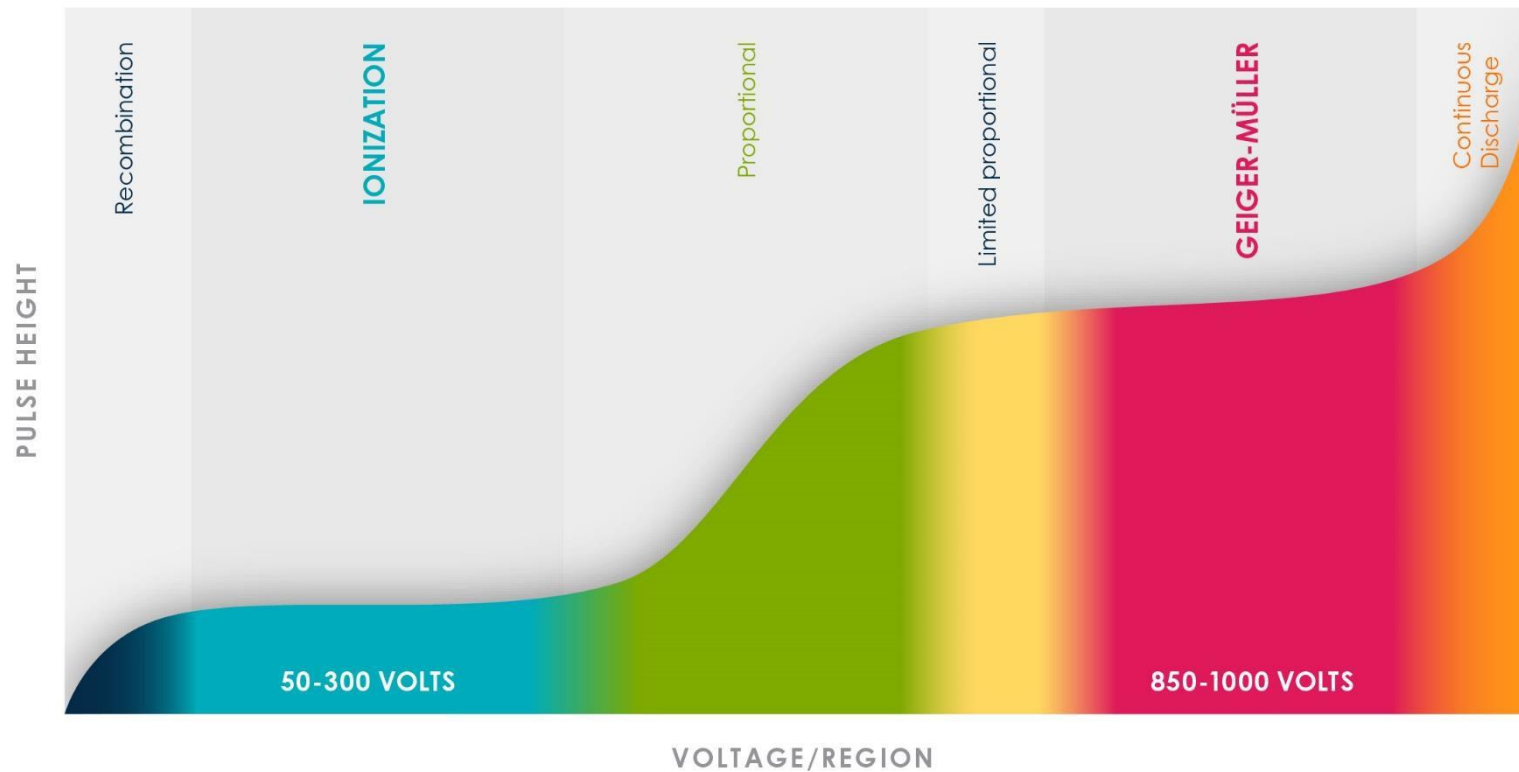 Recombination
IONIZATION
Proportional
Limited proportional
GEIGER-MÜLLER
Continuous
Discharge
PULSE HEIGHT
50-300 VOLTS
850-1000 VOLTS
VOLTAGE/REGION